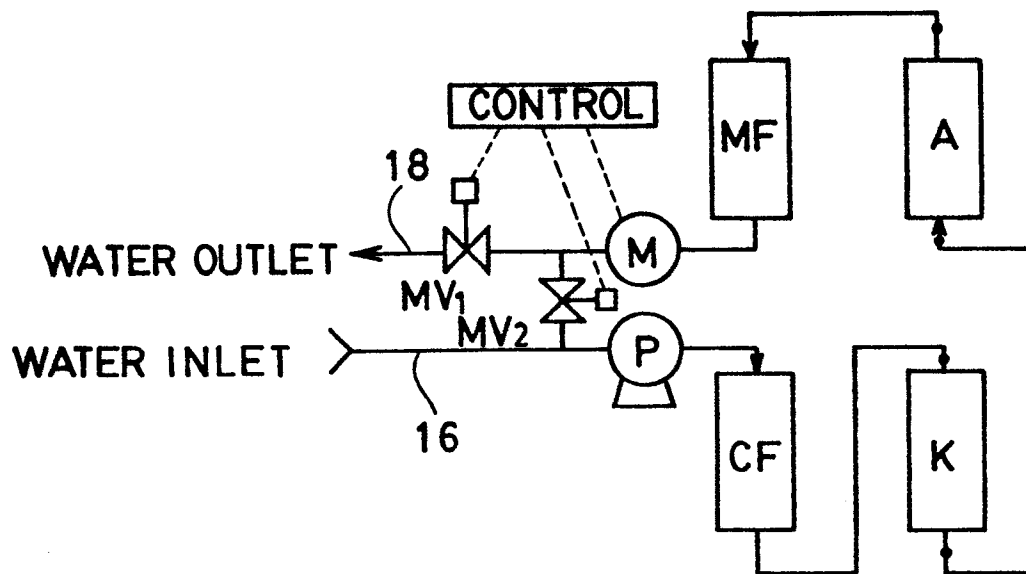 CONTROL
MF
A
18
M
WATER OUTLET
MV1
MV2
P
WATER INLET
16
CF
K